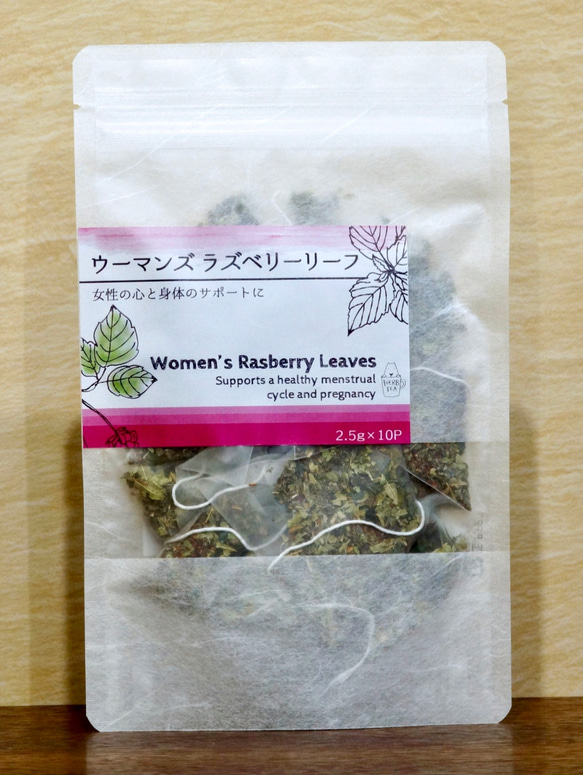 ウーマンズ ラズベリーリーフ
女性の心と身体のサポートに
Women's Rasberry Leaves
Supports a healthy menstrual
cycle and pregnancy
HERB
TEA
2.5g×10P